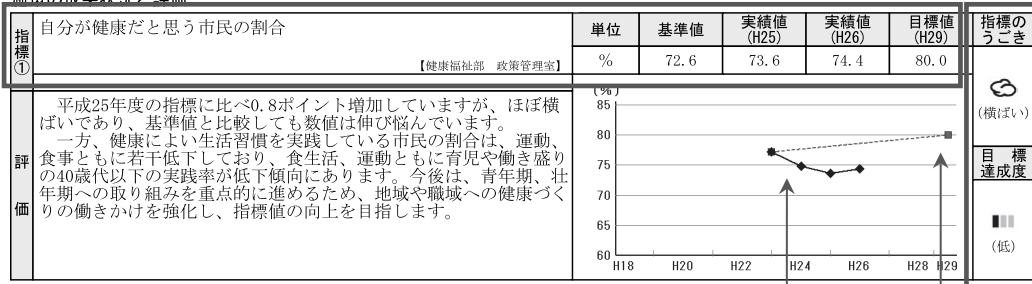 指標①
自分が健康だと思う市民の割合
【健康福祉部　政策管理室】
単位 基準値 実績値(H25) 実績値(H26) 目標値(H29)
% 72.6 73.6 74.4 80.0
指標の
うごき
(横ばい)
目標
達成度
(低)
評価
平成25年度の指標に比べ0.8ポイント増加していますが、ほぼ横
ばいであり、基準値と比較しても数値は伸び悩んでいます。
一方、健康によい生活習慣を実践している市民の割合は、運動、
食事ともに若干低下しており、食生活、運動ともに育児や働き盛り
の40歳代以下の実践率が低下傾向にあります。今後は、青年期、壮
年期への取り組みを重点的に進めるため、地域や職域への健康づく
りの働きかけを強化し、指標値の向上を目指します。
(%)
85
80
75
70
65
60
H18 H20 H22 H24 H26 H28 H29